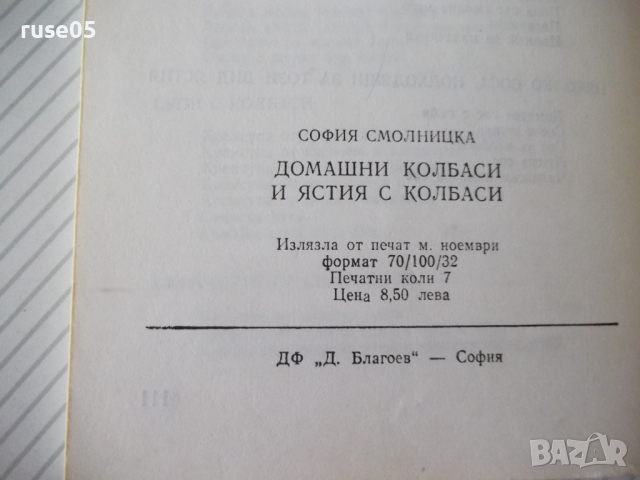 ruse05
СОФИЯ СМОЛНИЦКА
ДОМАШНИ КОЛБАСИ
И ЯСТИЯ С КОЛБАСИ
Излязла от печат м. ноември
формат 70/100/32
Печатни коли 7
Цена 8,50 лева
ДФ „Д. Благоев“ — София
BAZAR